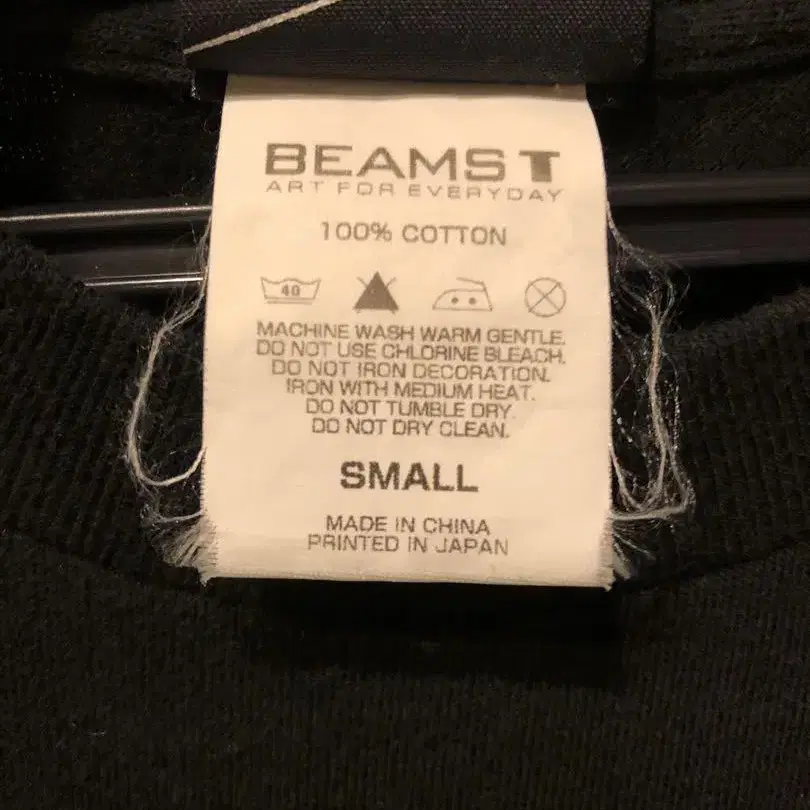 BEAMS T
ART FOR EVERYDAY
100% COTTON
40
MACHINE WASH WARM GENTLE.
DO NOT USE CHLORINE BLEACH.
DO NOT IRON DECORATION.
IRON WITH MEDIUM HEAT.
DO NOT TUMBLE DRY.
DO NOT DRY CLEAN.
SMALL
MADE IN CHINA
PRINTED IN JAPAN